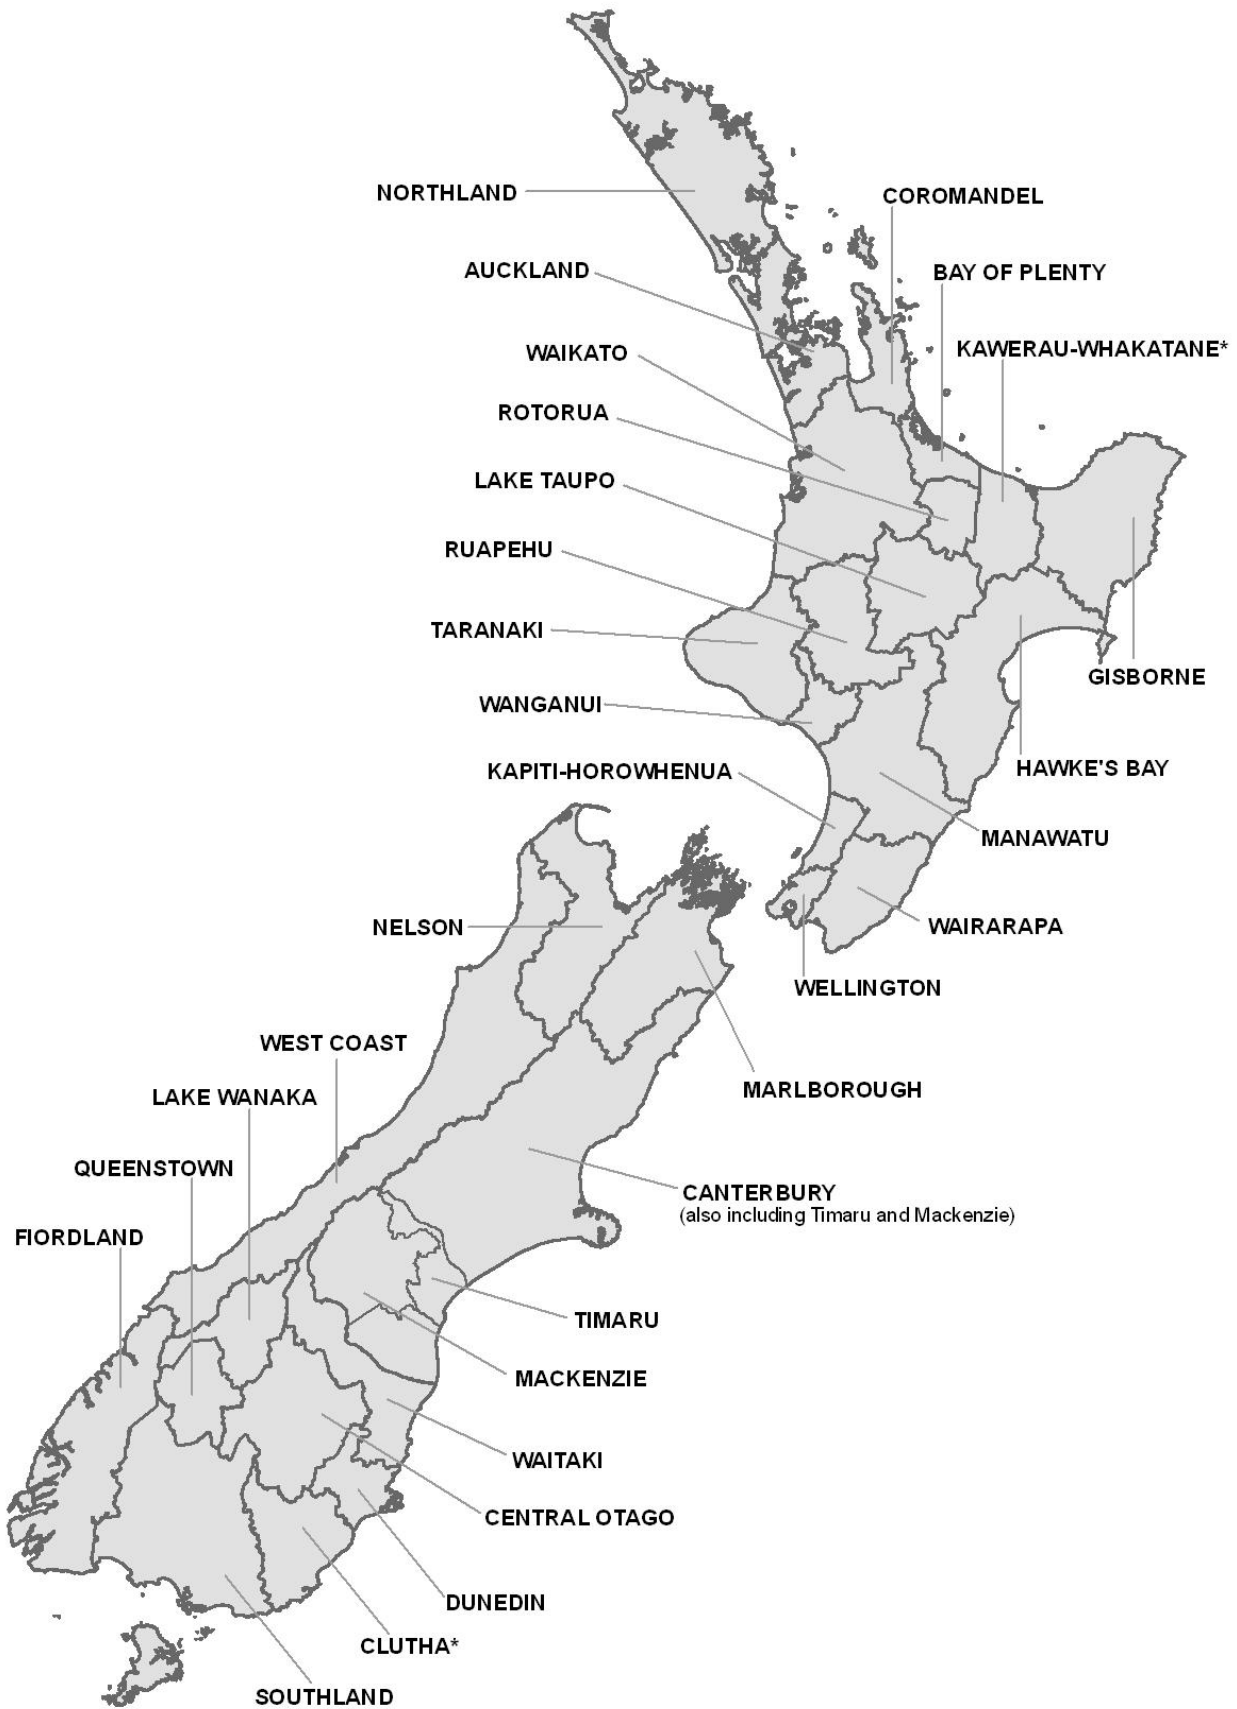 NORTHLAND
COROMANDEL
AUCKLAND
BAY OF PLENTY
WAIKATO
KAWERAU-WHAKATANE*
ROTORUA
LAKE TAUPO
RUAPEHU
TARANAKI
GISBORNE
WANGANUI
KAPITI-HOROWHENUA
HAWKE'S BAY
MANAWATU
NELSON
WAIRARAPA
WELLINGTON
WEST COAST
MARLBOROUGH
LAKE WANAKA
QUEENSTOWN
CANTERBURY
(also including Timaru and Mackenzie)
FIORDLAND
TIMARU
MACKENZIE
WAITAKI
CENTRAL OTAGO
DUNEDIN
CLUTHA*
SOUTHLAND